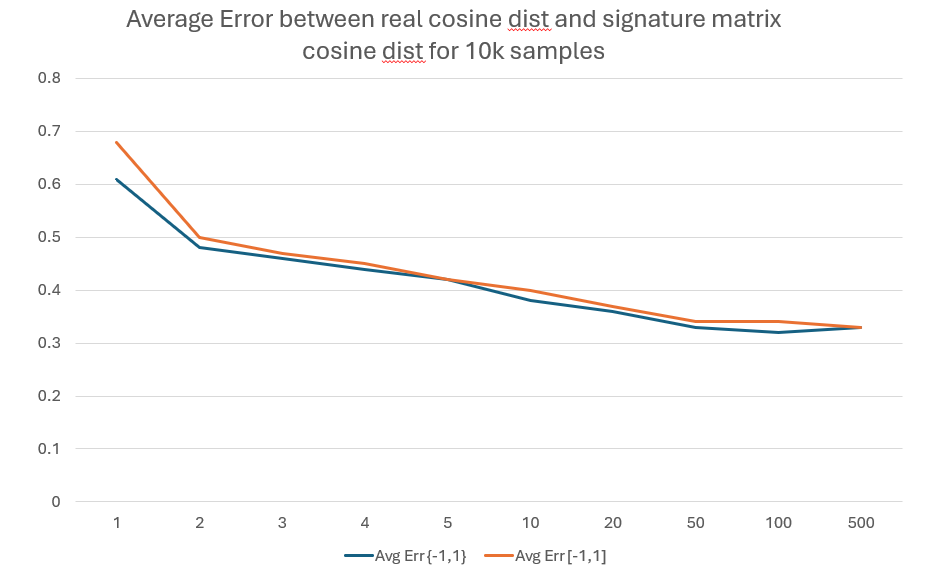 Average Error between real cosine dist and signature matrix
cosine dist for 10k samples
0.8
0.7
0.6
0.5
0.4
0.3
0.2
0.1
0
1 2 3 4 5 10 20 50 100 500
Avg Err{-1,1} Avg Err[-1,1]